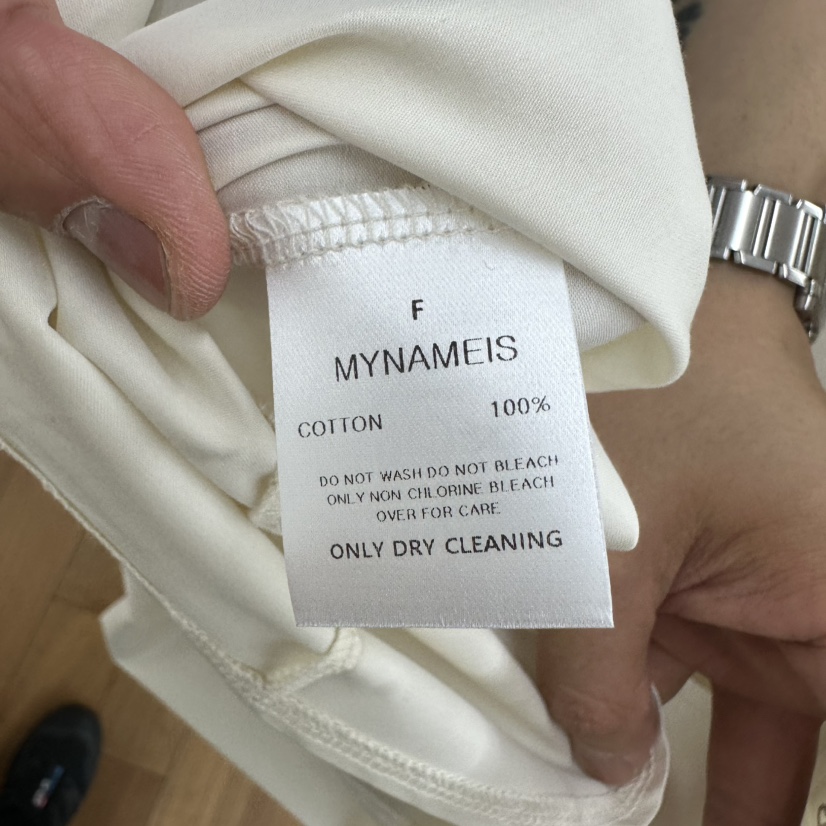 F
MYNAMEIS
COTTON 100%
DO NOT WASH DO NOT BLEACH
ONLY NON CHLORINE BLEACH
OVER FOR CARE
ONLY DRY CLEANING